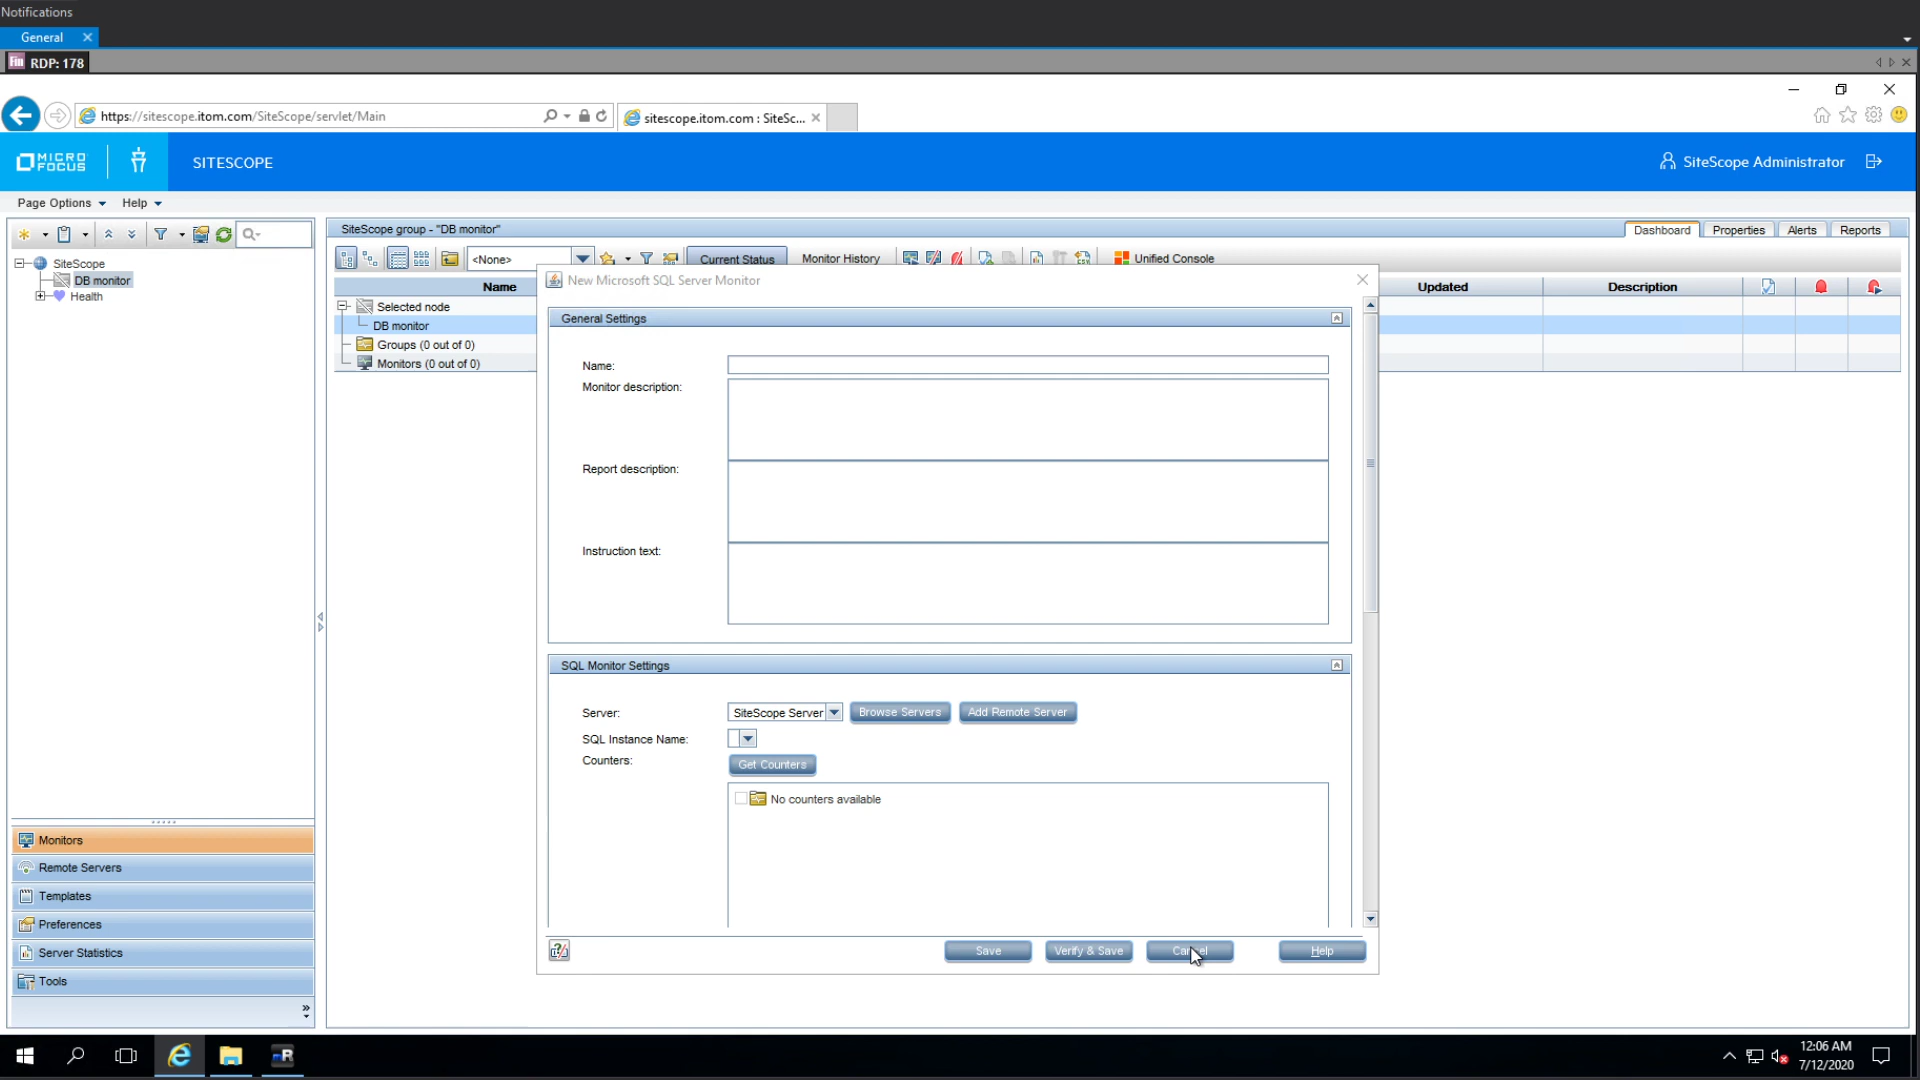 Notifications
General
Fin RDP: 178
https://sitescope.itom.com/SiteScope/servlet/Main
sitescope.itom.com : SiteSc...
MICRO FOCUS
SITESCOPE
SiteScope Administrator
Page Options Help
SiteScope
DB monitor
Health
SiteScope group - "DB monitor"
Dashboard Properties Alerts Reports
<None>
Current Status Monitor History Unified Console
Name Updated Description
Selected node
DB monitor
Groups (0 out of 0)
Monitors (0 out of 0)
New Microsoft SQL Server Monitor
General Settings
Name:
Monitor description:
Report description:
Instruction text:
SQL Monitor Settings
Server: SiteScope Server Browse Servers Add Remote Server
SQL Instance Name:
Counters: Get Counters
No counters available
Save Verify & Save Cancel Help
Monitors
Remote Servers
Templates
Preferences
Server Statistics
Tools
12:06 AM
7/12/2020